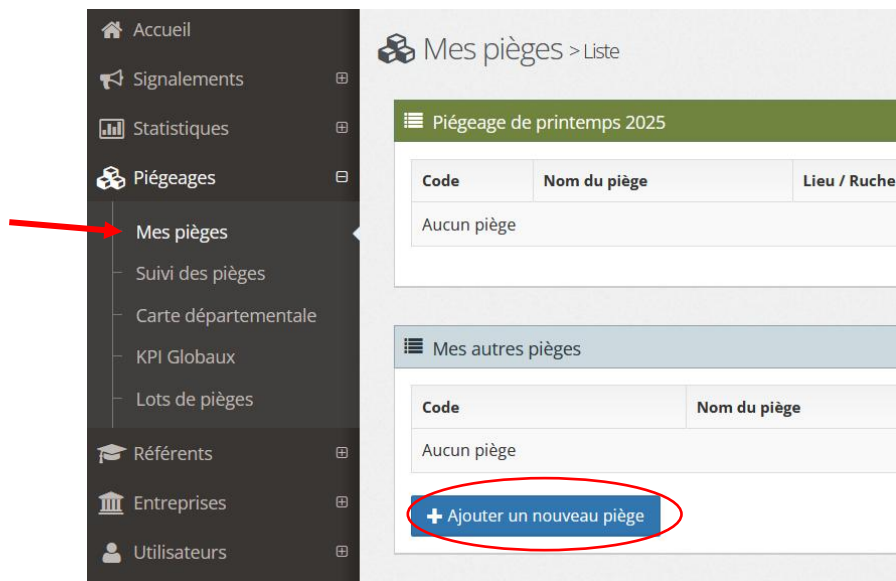 Accueil
Signalements
Statistiques
Piégeages
Mes pièges
Suivi des pièges
Carte départementale
KPI Globaux
Lots de pièges
Référents
Entreprises
Utilisateurs
Mes pièges > Liste
Piégeage de printemps 2025
Code Nom du piège Lieu / Ruche
Aucun piège
Mes autres pièges
Code Nom du piège
Aucun piège
Ajouter un nouveau piège